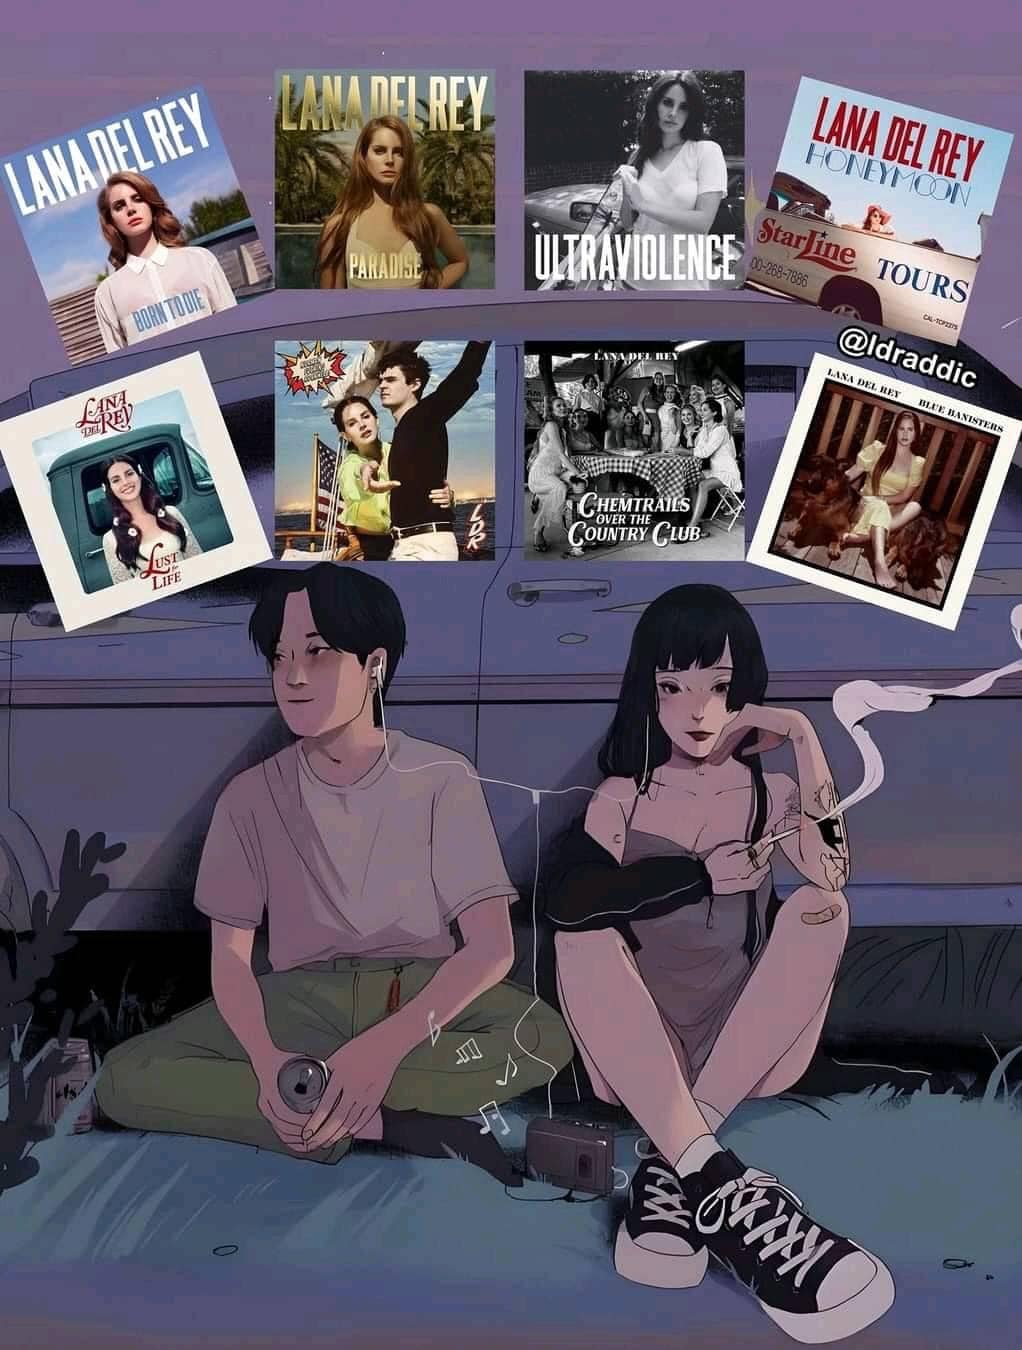 LANA DEL REY
BORN TO DIE
LANA DEL REY
PARADISE
ULTRAVIOLENCE
LANA DEL REY
HONEYMOON
StarLine
TOURS
CAL-TCP2275
LANA
DEL REY
LUST
for
LIFE
LDR
LANA DEL REY
CHEMTRAILS
OVER THE
COUNTRY CLUB
@ldraddic
LANA DEL REY BLUE BANISTERS